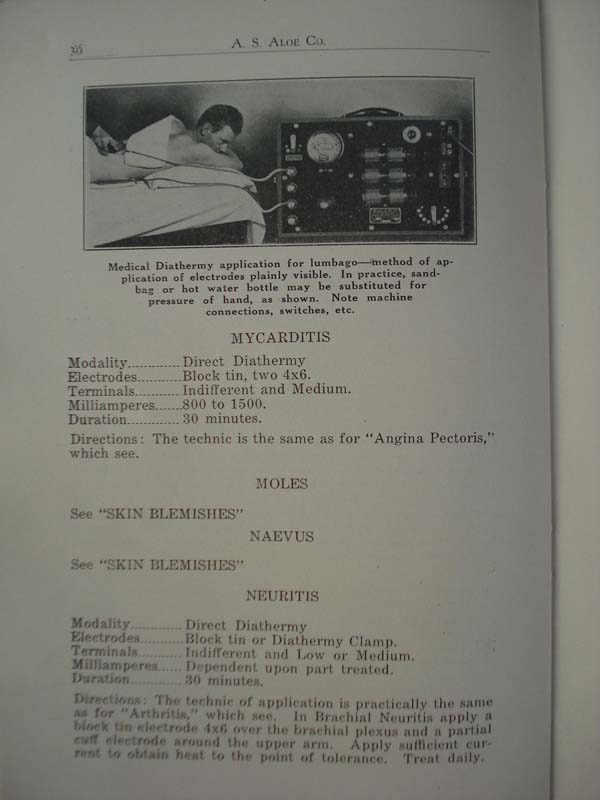 36
A. S. Aloe Co.
Medical Diathermy application for lumbago—method of ap-
plication of electrodes plainly visible. In practice, sand-
bag or hot water bottle may be substituted for
pressure of hand, as shown. Note machine
connections, switches, etc.
MYCARDITIS
Modality............Direct Diathermy
Electrodes..........Block tin, two 4x6.
Terminals...........Indifferent and Medium.
Milliamperes......800 to 1500.
Duration............30 minutes.
Directions: The technic is the same as for "Angina Pectoris,"
which see.
MOLES
See "SKIN BLEMISHES"
NAEVUS
See "SKIN BLEMISHES"
NEURITIS
Modality............Direct Diathermy
Electrodes..........Block tin or Diathermy Clamp.
Terminals...........Indifferent and Low or Medium.
Milliamperes......Dependent upon part treated.
Duration............30 minutes.
Directions: The technic of application is practically the same
as for "Arthritis," which see. In Brachial Neuritis apply a
block tin electrode 4x6 over the brachial plexus and a partial
cuff electrode around the upper arm. Apply sufficient cur-
rent to obtain heat to the point of tolerance. Treat daily.